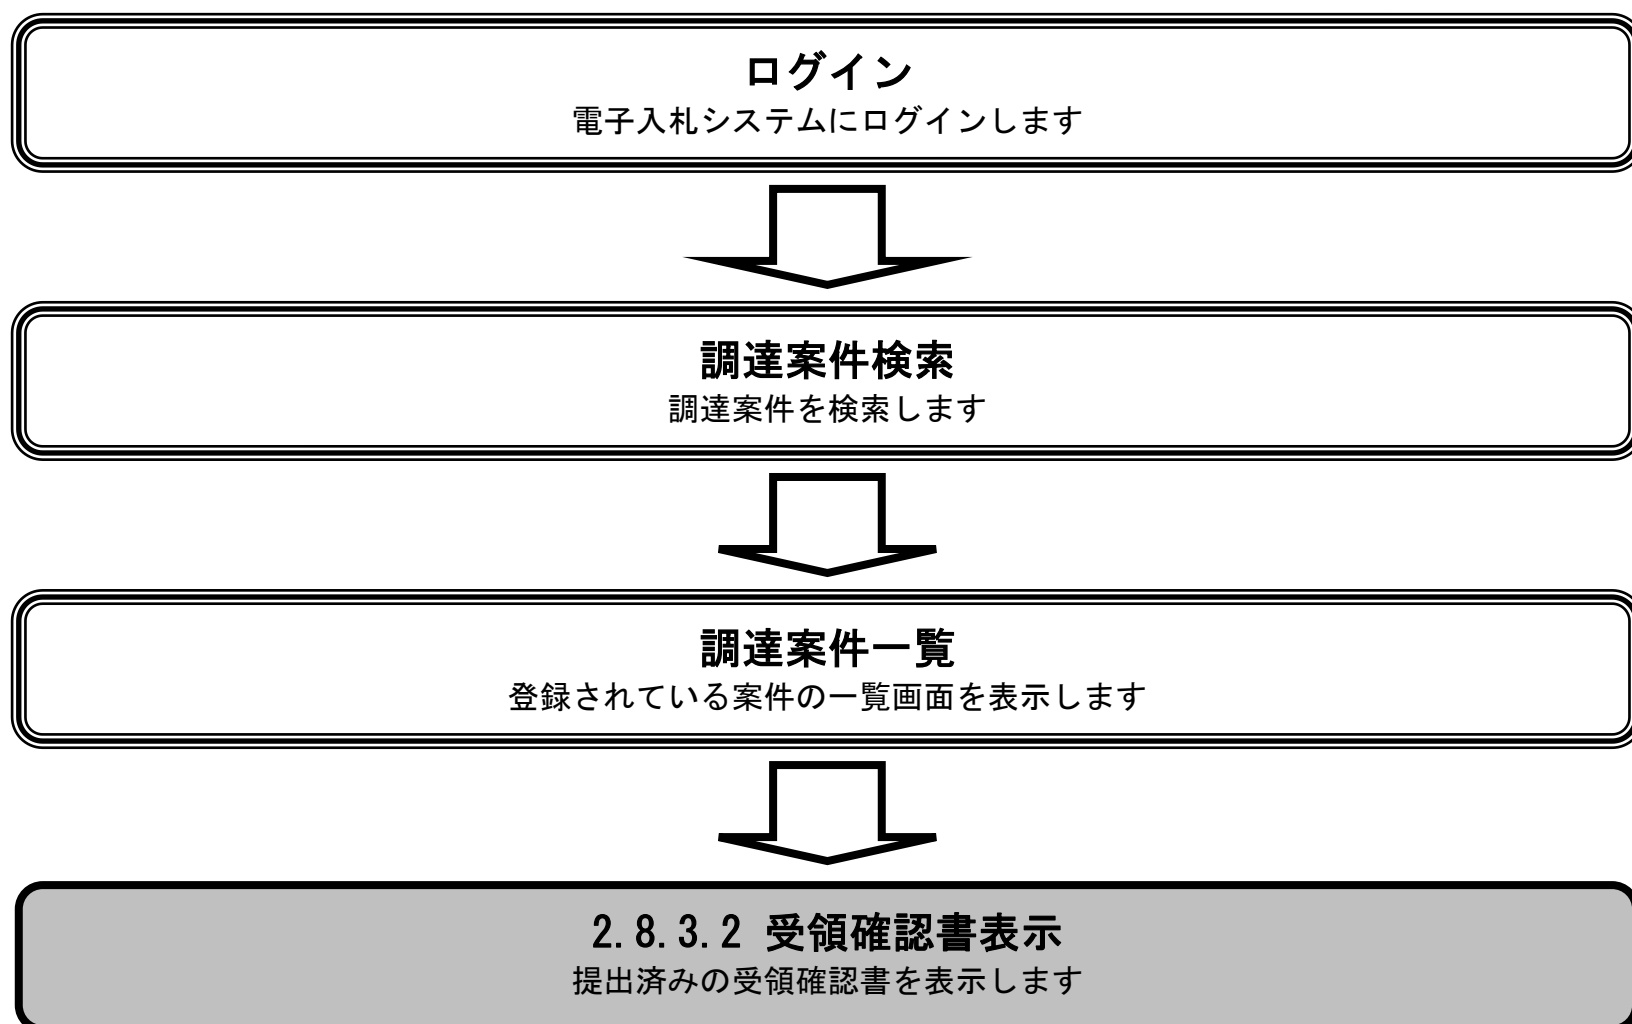 ログイン
電子入札システムにログインします
調達案件検索
調達案件を検索します
調達案件一覧
登録されている案件の一覧画面を表示します
2.8.3.2 受領確認書表示
提出済みの受領確認書を表示します